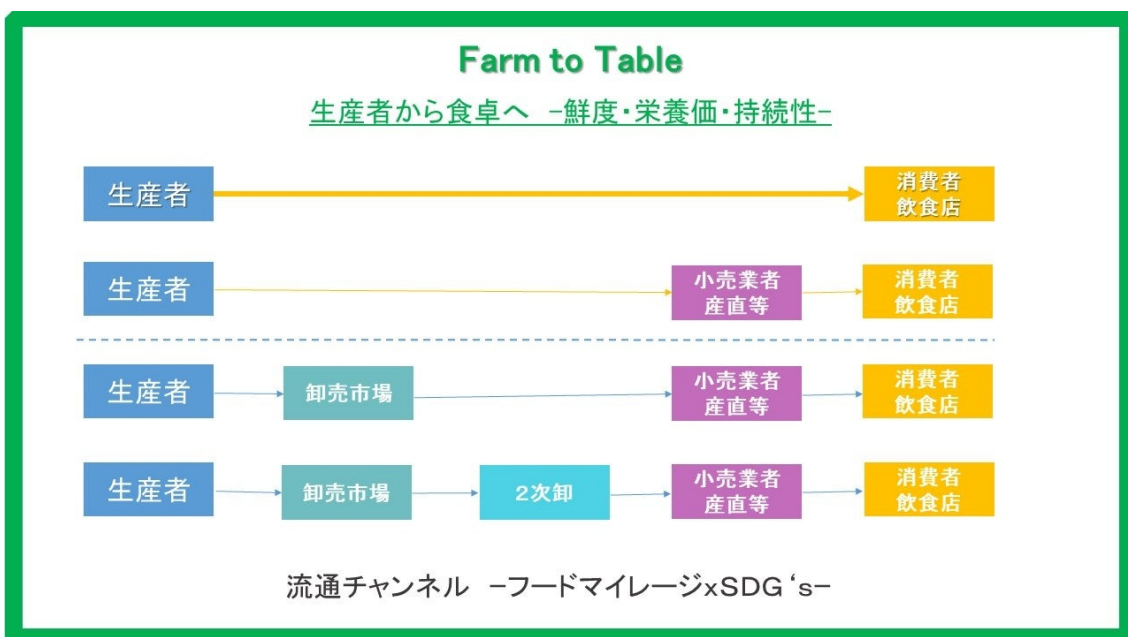 Farm to Table
生産者から食卓へ －鮮度・栄養価・持続性－
生産者
消費者
飲食店
生産者
小売業者
産直等
消費者
飲食店
生産者
卸売市場
小売業者
産直等
消費者
飲食店
生産者
卸売市場
２次卸
小売業者
産直等
消費者
飲食店
流通チャンネル －フードマイレージxSDG‘s－